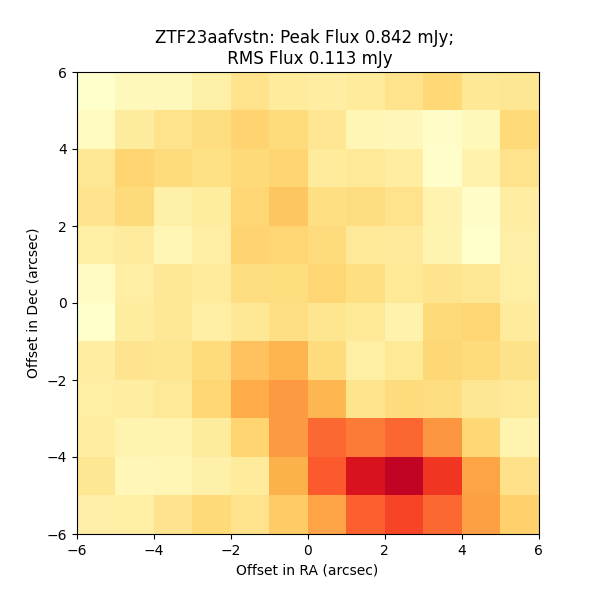 ZTF23aafvstn: Peak Flux 0.842 mJy;
RMS Flux 0.113 mJy
6
4
2
0
−2
−4
−6
Offset in Dec (arcsec)
−6 −4 −2 0 2 4 6
Offset in RA (arcsec)